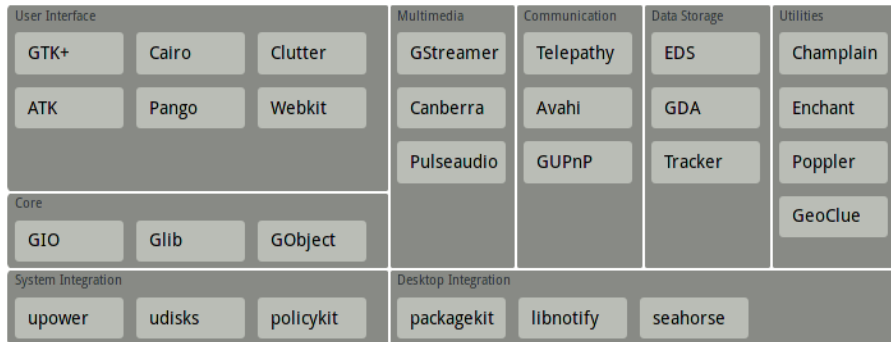 User Interface
GTK+ Cairo Clutter
ATK Pango Webkit
Core
GIO Glib GObject
System Integration
upower udisks policykit
Multimedia
GStreamer
Canberra
Pulseaudio
Communication
Telepathy
Avahi
GUPnP
Data Storage
EDS
GDA
Tracker
Utilities
Champlain
Enchant
Poppler
GeoClue
Desktop Integration
packagekit libnotify seahorse